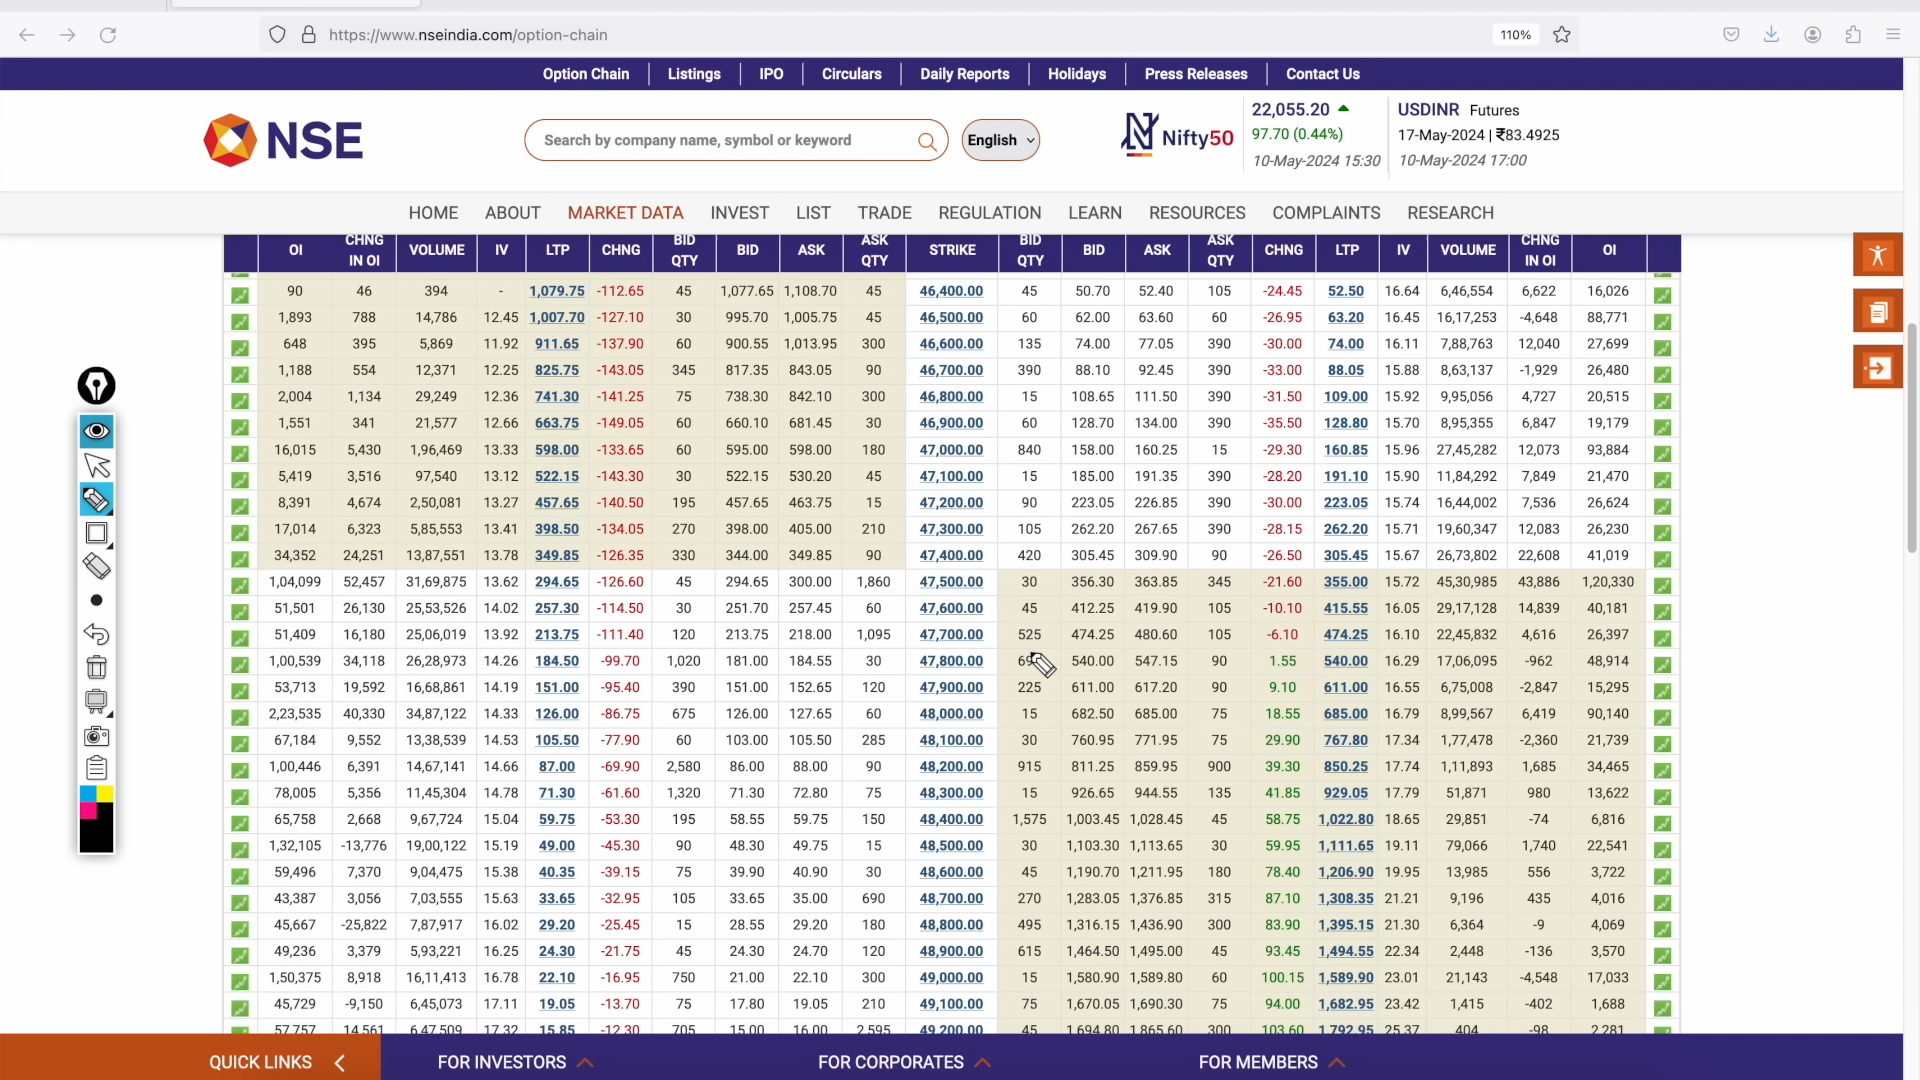 https://www.nseindia.com/option-chain 110%
Option Chain Listings IPO Circulars Daily Reports Holidays Press Releases Contact Us
NSE
Search by company name, symbol or keyword
English
Nifty50
22,055.20
97.70 (0.44%)
10-May-2024 15:30
USDINR Futures
17-May-2024 | ₹83.4925
10-May-2024 17:00
HOME ABOUT MARKET DATA INVEST LIST TRADE REGULATION LEARN RESOURCES COMPLAINTS RESEARCH
OI CHNG IN OI VOLUME IV LTP CHNG BID QTY BID ASK ASK QTY STRIKE BID QTY BID ASK ASK QTY CHNG LTP IV VOLUME CHNG IN OI OI
90 46 394 - 1,079.75 -112.65 45 1,077.65 1,108.70 45 46,400.00 45 50.70 52.40 105 -24.45 52.50 16.64 6,46,554 6,622 16,026
1,893 788 14,786 12.45 1,007.70 -127.10 30 995.70 1,005.75 45 46,500.00 60 62.00 63.60 60 -26.95 63.20 16.45 16,17,253 -4,648 88,771
648 395 5,869 11.92 911.65 -137.90 60 900.55 1,013.95 300 46,600.00 135 74.00 77.05 390 -30.00 74.00 16.11 7,88,763 12,040 27,699
1,188 554 12,371 12.25 825.75 -143.05 345 817.35 843.05 90 46,700.00 390 88.10 92.45 390 -33.00 88.05 15.88 8,63,137 -1,929 26,480
2,004 1,134 29,249 12.36 741.30 -141.25 75 738.30 842.10 300 46,800.00 15 108.65 111.50 390 -31.50 109.00 15.92 9,95,056 4,727 20,515
1,551 341 21,577 12.66 663.75 -149.05 60 660.10 681.45 30 46,900.00 60 128.70 134.00 390 -35.50 128.80 15.70 8,95,355 6,847 19,179
16,015 5,430 1,96,469 13.33 598.00 -133.65 60 595.00 598.00 180 47,000.00 840 158.00 160.25 15 -29.30 160.85 15.96 27,45,282 12,073 93,884
5,419 3,516 97,540 13.12 522.15 -143.30 30 522.15 530.20 45 47,100.00 15 185.00 191.35 390 -28.20 191.10 15.90 11,84,292 7,849 21,470
8,391 4,674 2,50,081 13.27 457.65 -140.50 195 457.65 463.75 15 47,200.00 90 223.05 226.85 390 -30.00 223.05 15.74 16,44,002 7,536 26,624
17,014 6,323 5,85,553 13.41 398.50 -134.05 270 398.00 405.00 210 47,300.00 105 262.20 267.65 390 -28.15 262.20 15.71 19,60,347 12,083 26,230
34,352 24,251 13,87,551 13.78 349.85 -126.35 330 344.00 349.85 90 47,400.00 420 305.45 309.90 90 -26.50 305.45 15.67 26,73,802 22,608 41,019
1,04,099 52,457 31,69,875 13.62 294.65 -126.60 45 294.65 300.00 1,860 47,500.00 30 356.30 363.85 345 -21.60 355.00 15.72 45,30,985 43,886 1,20,330
51,501 26,130 25,53,526 14.02 257.30 -114.50 30 251.70 257.45 60 47,600.00 45 412.25 419.90 105 -10.10 415.55 16.05 29,17,128 14,839 40,181
51,409 16,180 25,06,019 13.92 213.75 -111.40 120 213.75 218.00 1,095 47,700.00 525 474.25 480.60 105 -6.10 474.25 16.10 22,45,832 4,616 26,397
1,00,539 34,118 26,28,973 14.26 184.50 -99.70 1,020 181.00 184.55 30 47,800.00 540.00 547.15 90 1.55 540.00 16.29 17,06,095 -962 48,914
53,713 19,592 16,68,861 14.19 151.00 -95.40 390 151.00 152.65 120 47,900.00 225 611.00 617.20 90 9.10 611.00 16.55 6,75,008 -2,847 15,295
2,23,535 40,330 34,87,122 14.33 126.00 -86.75 675 126.00 127.65 60 48,000.00 15 682.50 685.00 75 18.55 685.00 16.79 8,99,567 6,419 90,140
67,184 9,552 13,38,539 14.53 105.50 -77.90 60 103.00 105.50 285 48,100.00 30 760.95 771.95 75 29.90 767.80 17.34 1,77,478 -2,360 21,739
1,00,446 6,391 14,67,141 14.66 87.00 -69.90 2,580 86.00 88.00 90 48,200.00 915 811.25 859.95 900 39.30 850.25 17.74 1,11,893 1,685 34,465
78,005 5,356 11,45,304 14.78 71.30 -61.60 1,320 71.30 72.80 75 48,300.00 15 926.65 944.55 135 41.85 929.05 17.79 51,871 980 13,622
65,758 2,668 9,67,724 15.04 59.75 -53.30 195 58.55 59.75 150 48,400.00 1,575 1,003.45 1,028.45 45 58.75 1,022.80 18.65 29,851 -74 6,816
1,32,105 -13,776 19,00,122 15.19 49.00 -45.30 90 48.30 49.75 15 48,500.00 30 1,103.30 1,113.65 30 59.95 1,111.65 19.11 79,066 1,740 22,541
59,496 7,370 9,04,475 15.38 40.35 -39.15 75 39.90 40.90 30 48,600.00 45 1,190.70 1,211.95 180 78.40 1,206.90 19.95 13,985 556 3,722
43,387 3,056 7,03,555 15.63 33.65 -32.95 105 33.65 35.00 690 48,700.00 270 1,283.05 1,376.85 315 87.10 1,308.35 21.21 9,196 435 4,016
45,667 -25,822 7,87,917 16.02 29.20 -25.45 15 28.55 29.20 180 48,800.00 495 1,316.15 1,436.90 300 83.90 1,395.15 21.30 6,364 -9 4,069
49,236 3,379 5,93,221 16.25 24.30 -21.75 45 24.30 24.70 120 48,900.00 615 1,464.50 1,495.00 45 93.45 1,494.55 22.34 2,448 -136 3,570
1,50,375 8,918 16,11,413 16.78 22.10 -16.95 750 21.00 22.10 300 49,000.00 15 1,580.90 1,589.80 60 100.15 1,589.90 23.01 21,143 -4,548 17,033
45,729 -9,150 6,45,073 17.11 19.05 -13.70 75 17.80 19.05 210 49,100.00 75 1,670.05 1,690.30 75 94.00 1,682.95 23.42 1,415 -402 1,688
57,757 14,561 6,47,509 17.32 15.85 -12.30 705 15.00 16.00 2,595 49,200.00 45 1,694.80 1,865.60 300 103.60 1,792.95 25.37 404 -98 2,281
QUICK LINKS FOR INVESTORS FOR CORPORATES FOR MEMBERS